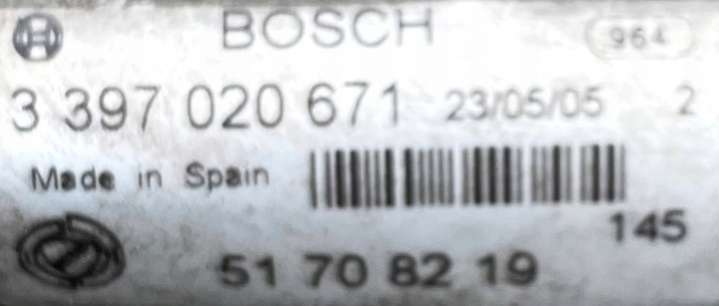 BOSCH 964
3 397 020 671 23/05/05 2
Made in Spain
145
51 70 82 19